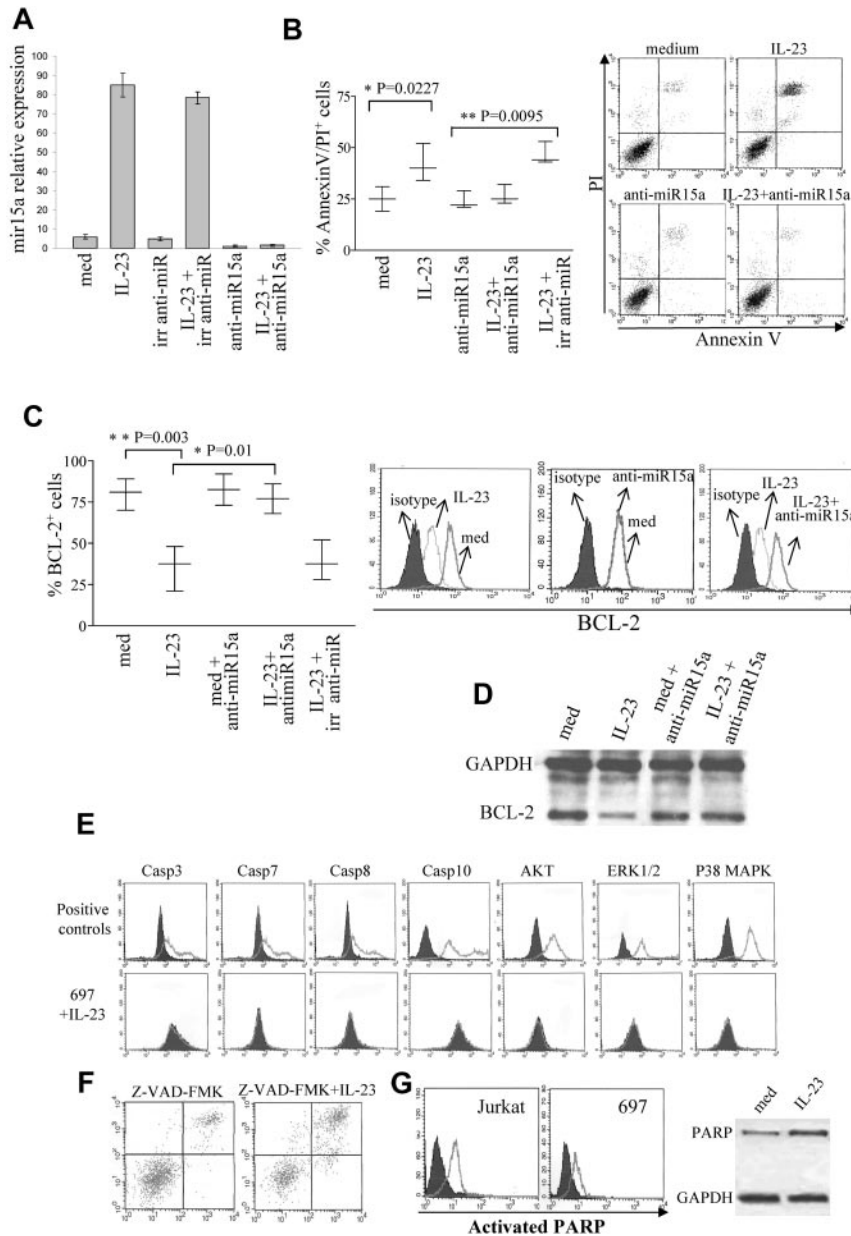 A
mir15a relative expression
100
90
80
70
60
50
40
30
20
10
0
med
IL-23
irr anti-miR
IL-23 +
irr anti-miR
anti-miR15a
IL-23 +
anti-miR15a
B
% AnnexinV/PI+ cells
75
50
25
0
* P=0.0227
** P=0.0095
med
IL-23
anti-miR15a
IL-23+
anti-miR15a
IL-23 +
irr anti-miR
medium
IL-23
anti-miR15a
IL-23+anti-miR15a
PI
Annexin V
C
% BCL-2+ cells
100
75
50
25
0
** P=0.003
* P=0.01
med
IL-23
med +
anti-miR15a
IL-23+
antimiR15a
IL-23 +
irr anti-miR
isotype
IL-23
med
isotype
anti-miR15a
med
isotype
IL-23
IL-23+
anti-miR15a
BCL-2
D
med
IL-23
med +
anti-miR15a
IL-23 +
anti-miR15a
GAPDH
BCL-2
E
Casp3
Casp7
Casp8
Casp10
AKT
ERK1/2
P38 MAPK
Positive
controls
697
+IL-23
F
Z-VAD-FMK
Z-VAD-FMK+IL-23
G
Jurkat
697
Activated PARP
med
IL-23
PARP
GAPDH